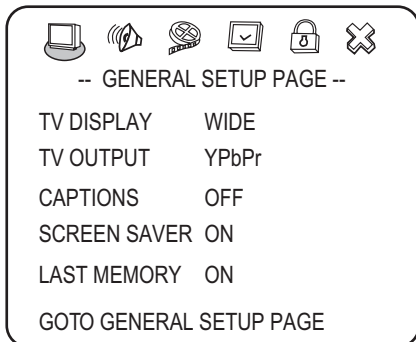 -- GENERAL SETUP PAGE --
TV DISPLAY WIDE
TV OUTPUT YPbPr
CAPTIONS OFF
SCREEN SAVER ON
LAST MEMORY ON
GOTO GENERAL SETUP PAGE